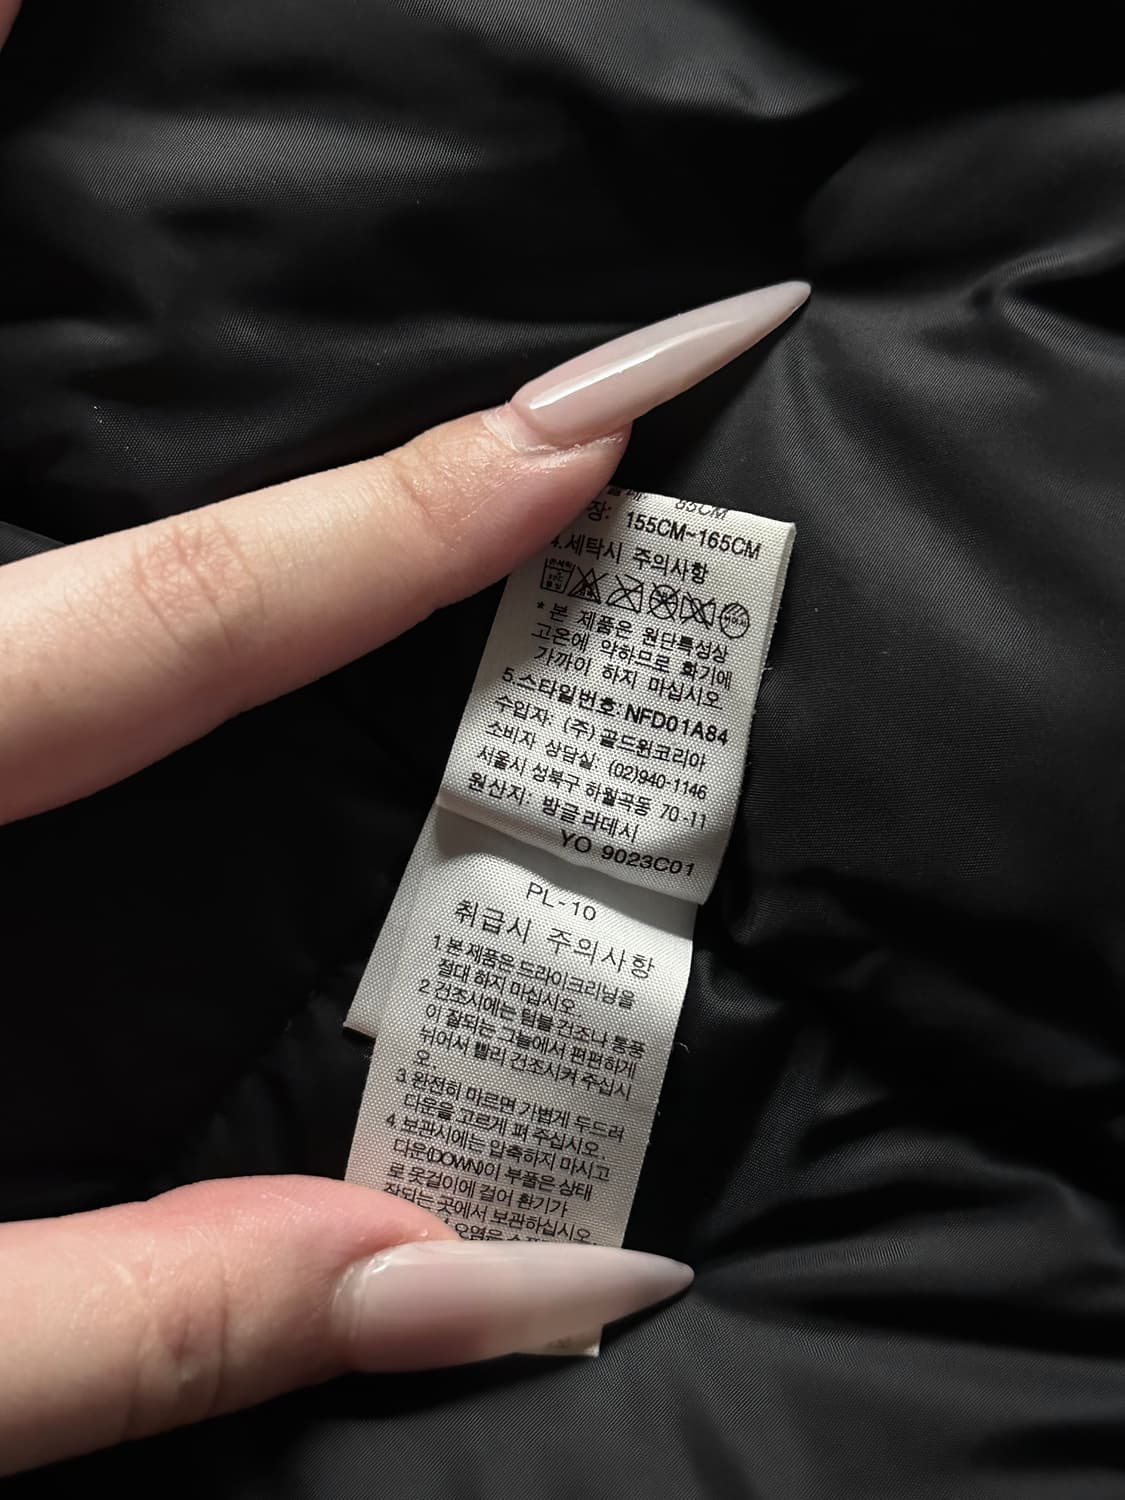 85CM
장: 155CM~165CM
4.세탁시 주의사항
* 본 제품은 원단특성상
고온에 약하므로 화기에
가까이 하지 마십시오
5.스타일번호:NFD01A84
수입자: (주)골드윈코리아
소비자 상담실: (02)940-1146
서울시 성북구 하월곡동 70-11
원산지: 방글라데시
YO 9023C01
PL-10
취급시 주의사항
1.본 제품은 드라이크리닝을
절대 하지 마십시오.
2.건조시에는 텀블 건조나 통풍
이 잘되는 그늘에서 편편하게
뉘어서 빨리 건조시켜 주십시
오.
3.완전히 마르면 가볍게 두드려
다운을 고르게 펴 주십시오.
4.보관시에는 압축하지 마시고
다운(DOWN)이 부풀은 상태
로 옷걸이에 걸어 환기가
잘되는 곳에서 보관하십시오.
오염은